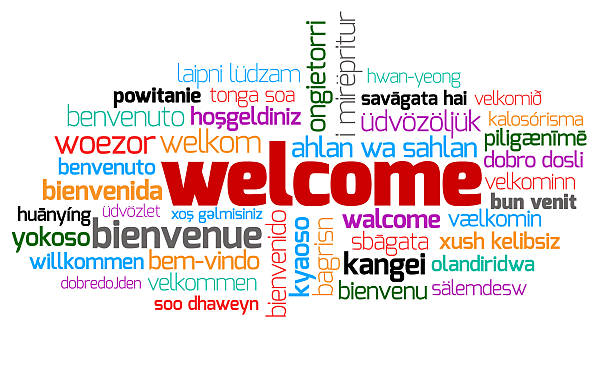 laipni lūdzam
hwan-yeong
powitanie
tonga soa
ongietorri
i mirëpritur
savāgata hai
velkomið
benvenuto
hoşgeldiniz
üdvözöljük
kalosórisma
woezor
welkom
ahlan wa sahlan
piligænīmē
benvenuto
welcome
dobro dosli
bienvenida
velkominn
bun venit
huānyíng
üdvözlet
xoş gəlmisiniz
bienvenido
walcome
vælkomin
yokoso
bienvenue
kyaoso
bagrisn
sbāgata
xush kelibsiz
willkommen
bem-vindo
kangei
olandiridwa
dobredoJden
velkommen
bienvenu
sälemdesw
soo dhaweyn